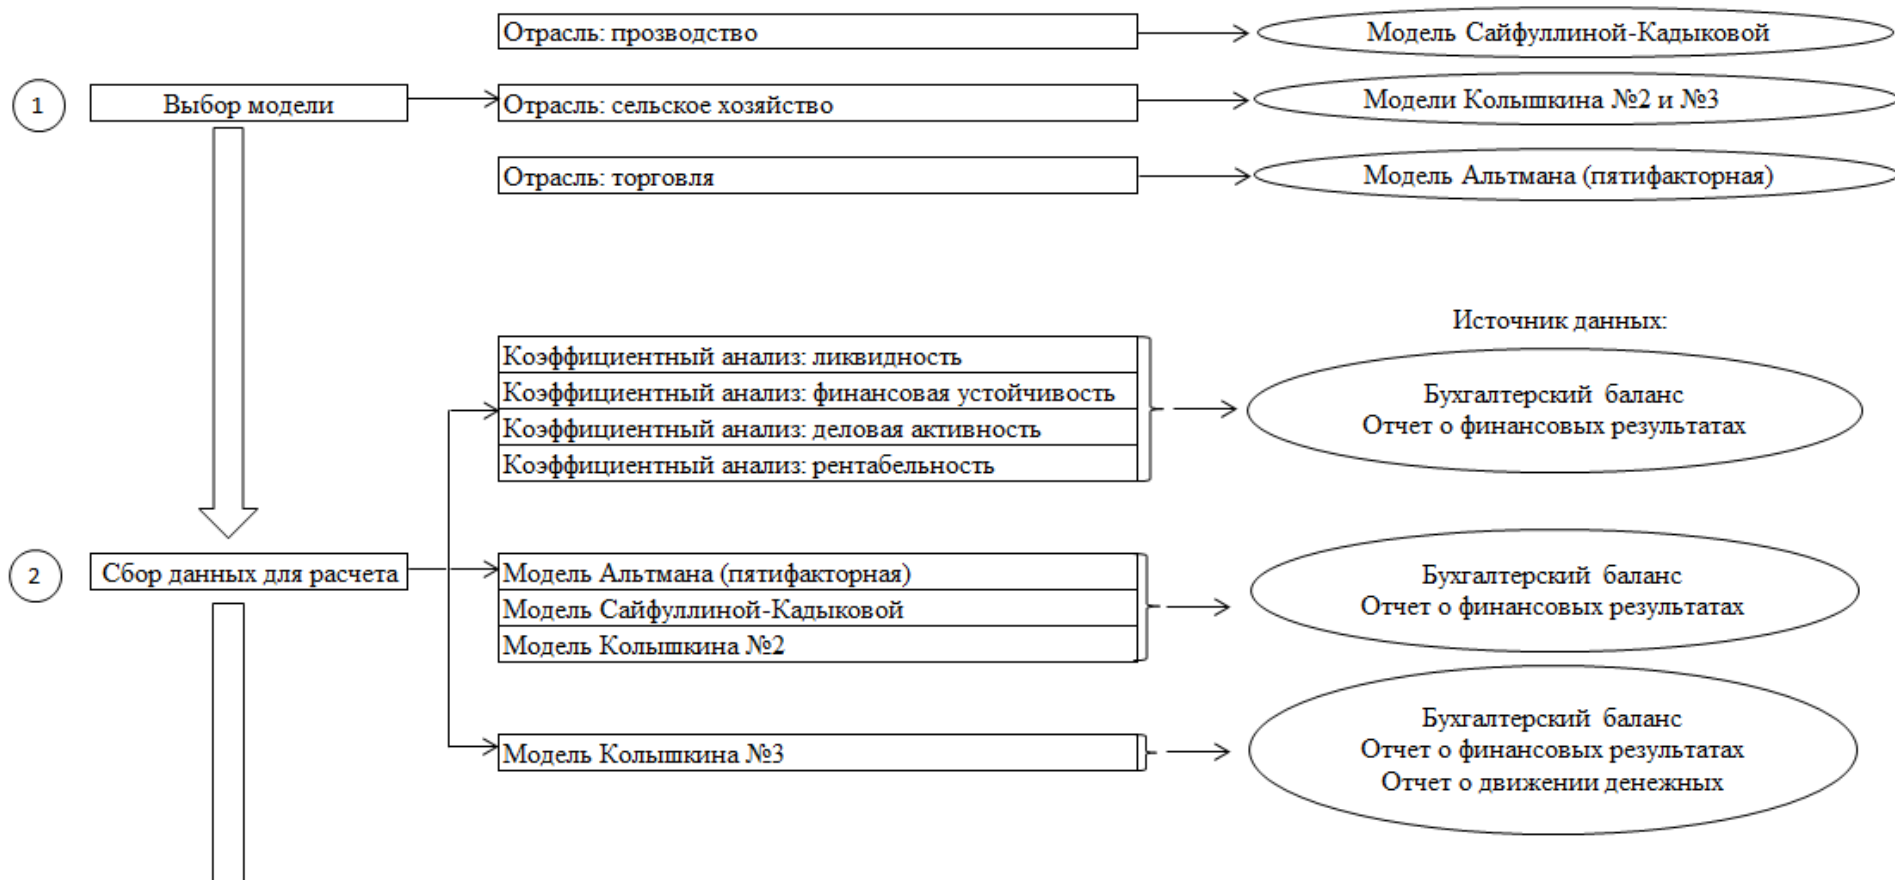 Отрасль: прозводство
Модель Сайфуллиной-Кадыковой
1
Выбор модели
Отрасль: сельское хозяйство
Модели Колышкина №2 и №3
Отрасль: торговля
Модель Альтмана (пятифакторная)
Источник данных:
Коэффициентный анализ: ликвидность
Коэффициентный анализ: финансовая устойчивость
Коэффициентный анализ: деловая активность
Коэффициентный анализ: рентабельность
Бухгалтерский баланс
Отчет о финансовых результатах
2
Сбор данных для расчета
Модель Альтмана (пятифакторная)
Модель Сайфуллиной-Кадыковой
Модель Колышкина №2
Бухгалтерский баланс
Отчет о финансовых результатах
Модель Колышкина №3
Бухгалтерский баланс
Отчет о финансовых результатах
Отчет о движении денежных